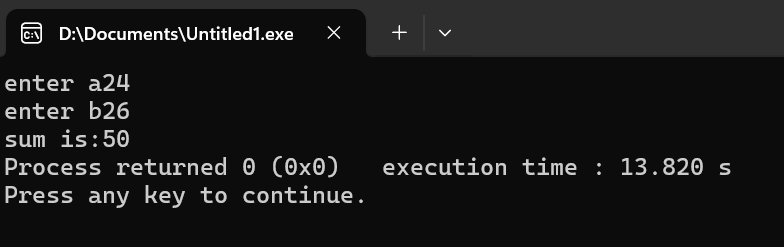 D:\Documents\Untitled1.exe
enter a24
enter b26
sum is:50
Process returned 0 (0x0)   execution time : 13.820 s
Press any key to continue.